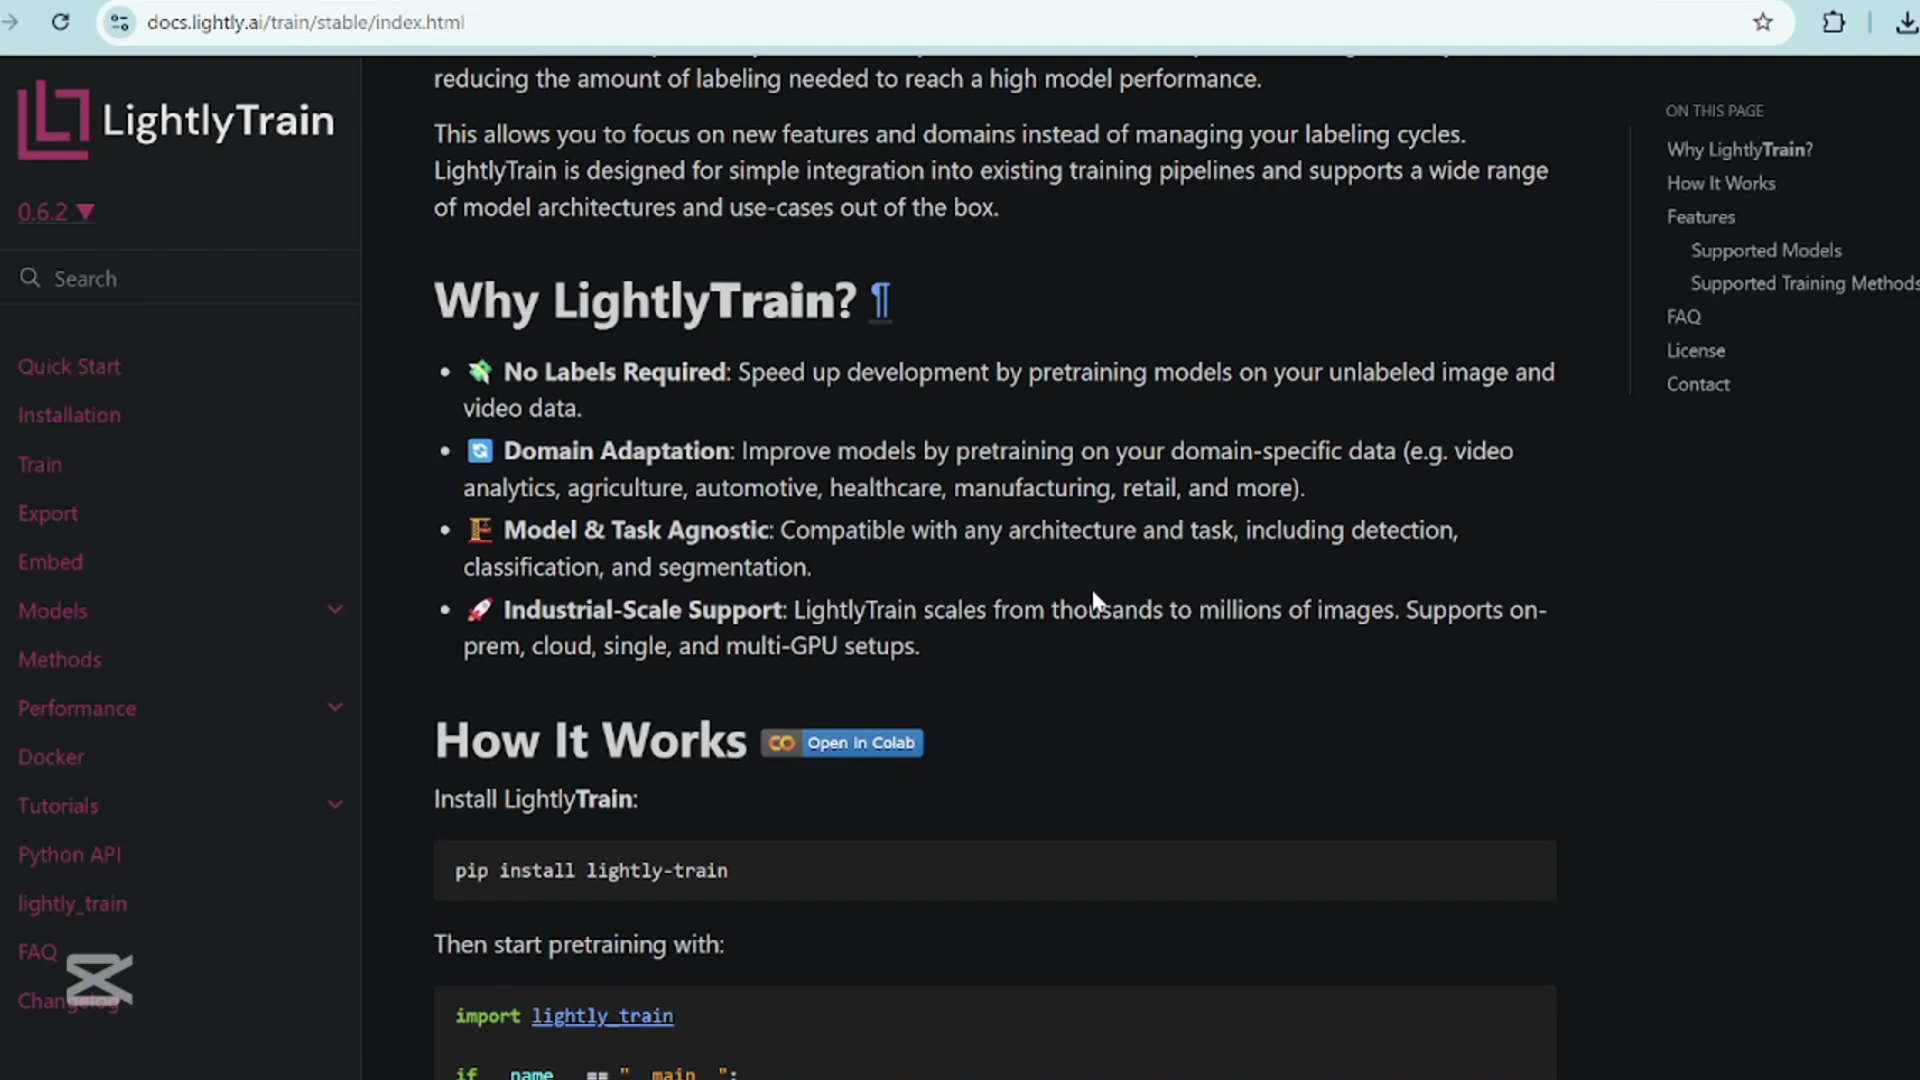 docs.lightly.ai/train/stable/index.html
LightlyTrain
0.6.2
Search
Quick Start
Installation
Train
Export
Embed
Models
Methods
Performance
Docker
Tutorials
Python API
lightly_train
FAQ
Changelog
reducing the amount of labeling needed to reach a high model performance.
This allows you to focus on new features and domains instead of managing your labeling cycles.
LightlyTrain is designed for simple integration into existing training pipelines and supports a wide range
of model architectures and use-cases out of the box.
Why LightlyTrain? ¶
• No Labels Required: Speed up development by pretraining models on your unlabeled image and
video data.
• Domain Adaptation: Improve models by pretraining on your domain-specific data (e.g. video
analytics, agriculture, automotive, healthcare, manufacturing, retail, and more).
• Model & Task Agnostic: Compatible with any architecture and task, including detection,
classification, and segmentation.
• Industrial-Scale Support: LightlyTrain scales from thousands to millions of images. Supports on-
prem, cloud, single, and multi-GPU setups.
How It Works Open in Colab
Install LightlyTrain:
pip install lightly-train
Then start pretraining with:
import lightly_train
if __name__ == "__main__":
ON THIS PAGE
Why LightlyTrain?
How It Works
Features
Supported Models
Supported Training Methods
FAQ
License
Contact